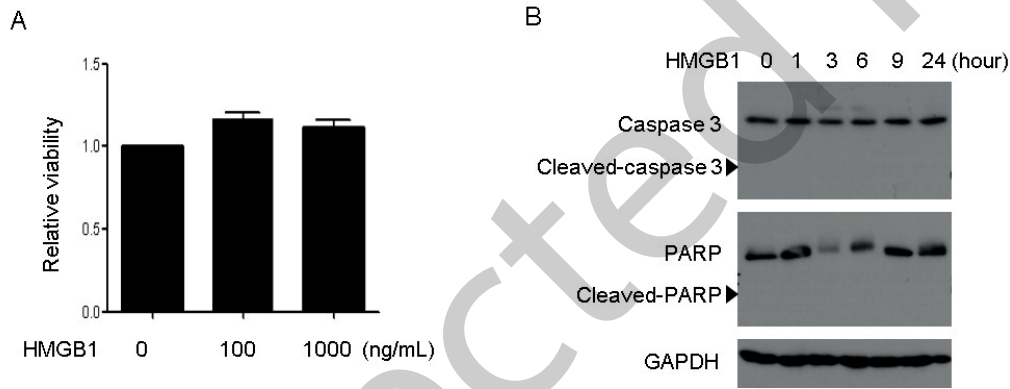 A
B
1.5
1.0
0.5
0.0
Relative viability
HMGB1 0 100 1000 (ng/mL)
HMGB1 0 1 3 6 9 24 (hour)
Caspase 3
Cleaved-caspase 3
PARP
Cleaved-PARP
GAPDH